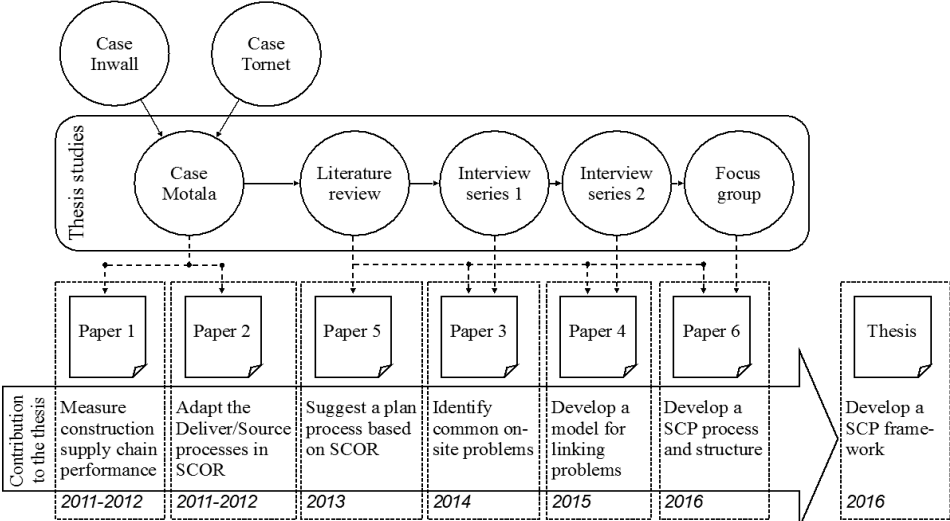 Case
Inwall
Case
Tornet
Thesis studies
Case
Motala
Literature
review
Interview
series 1
Interview
series 2
Focus
group
Paper 1
Paper 2
Paper 5
Paper 3
Paper 4
Paper 6
Thesis
Contribution
to the thesis
Measure
construction
supply chain
performance
2011-2012
Adapt the
Deliver/Source
processes in
SCOR
2011-2012
Suggest a plan
process based
on SCOR
2013
Identify
common on-
site problems
2014
Develop a
model for
linking
problems
2015
Develop a
SCP process
and structure
2016
Develop a
SCP frame-
work
2016